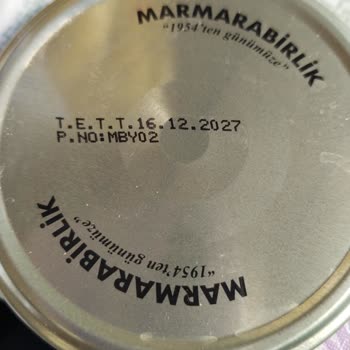 MARMARABİRLİK
“1954’ten günümüze”
T.E.T.T.16.12.2027
P.NO:MBY02
MARMARABİRLİK
“1954’ten günümüze”